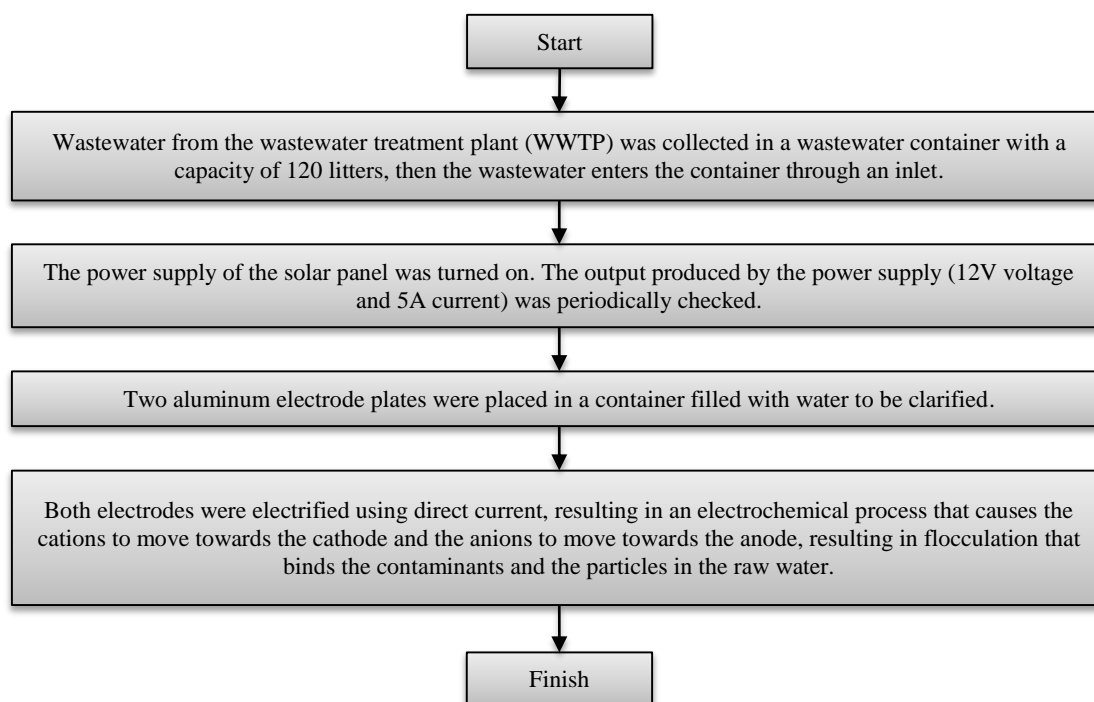 Start
Wastewater from the wastewater treatment plant (WWTP) was collected in a wastewater container with a
capacity of 120 litters, then the wastewater enters the container through an inlet.
The power supply of the solar panel was turned on. The output produced by the power supply (12V voltage
and 5A current) was periodically checked.
Two aluminum electrode plates were placed in a container filled with water to be clarified.
Both electrodes were electrified using direct current, resulting in an electrochemical process that causes the
cations to move towards the cathode and the anions to move towards the anode, resulting in flocculation that
binds the contaminants and the particles in the raw water.
Finish